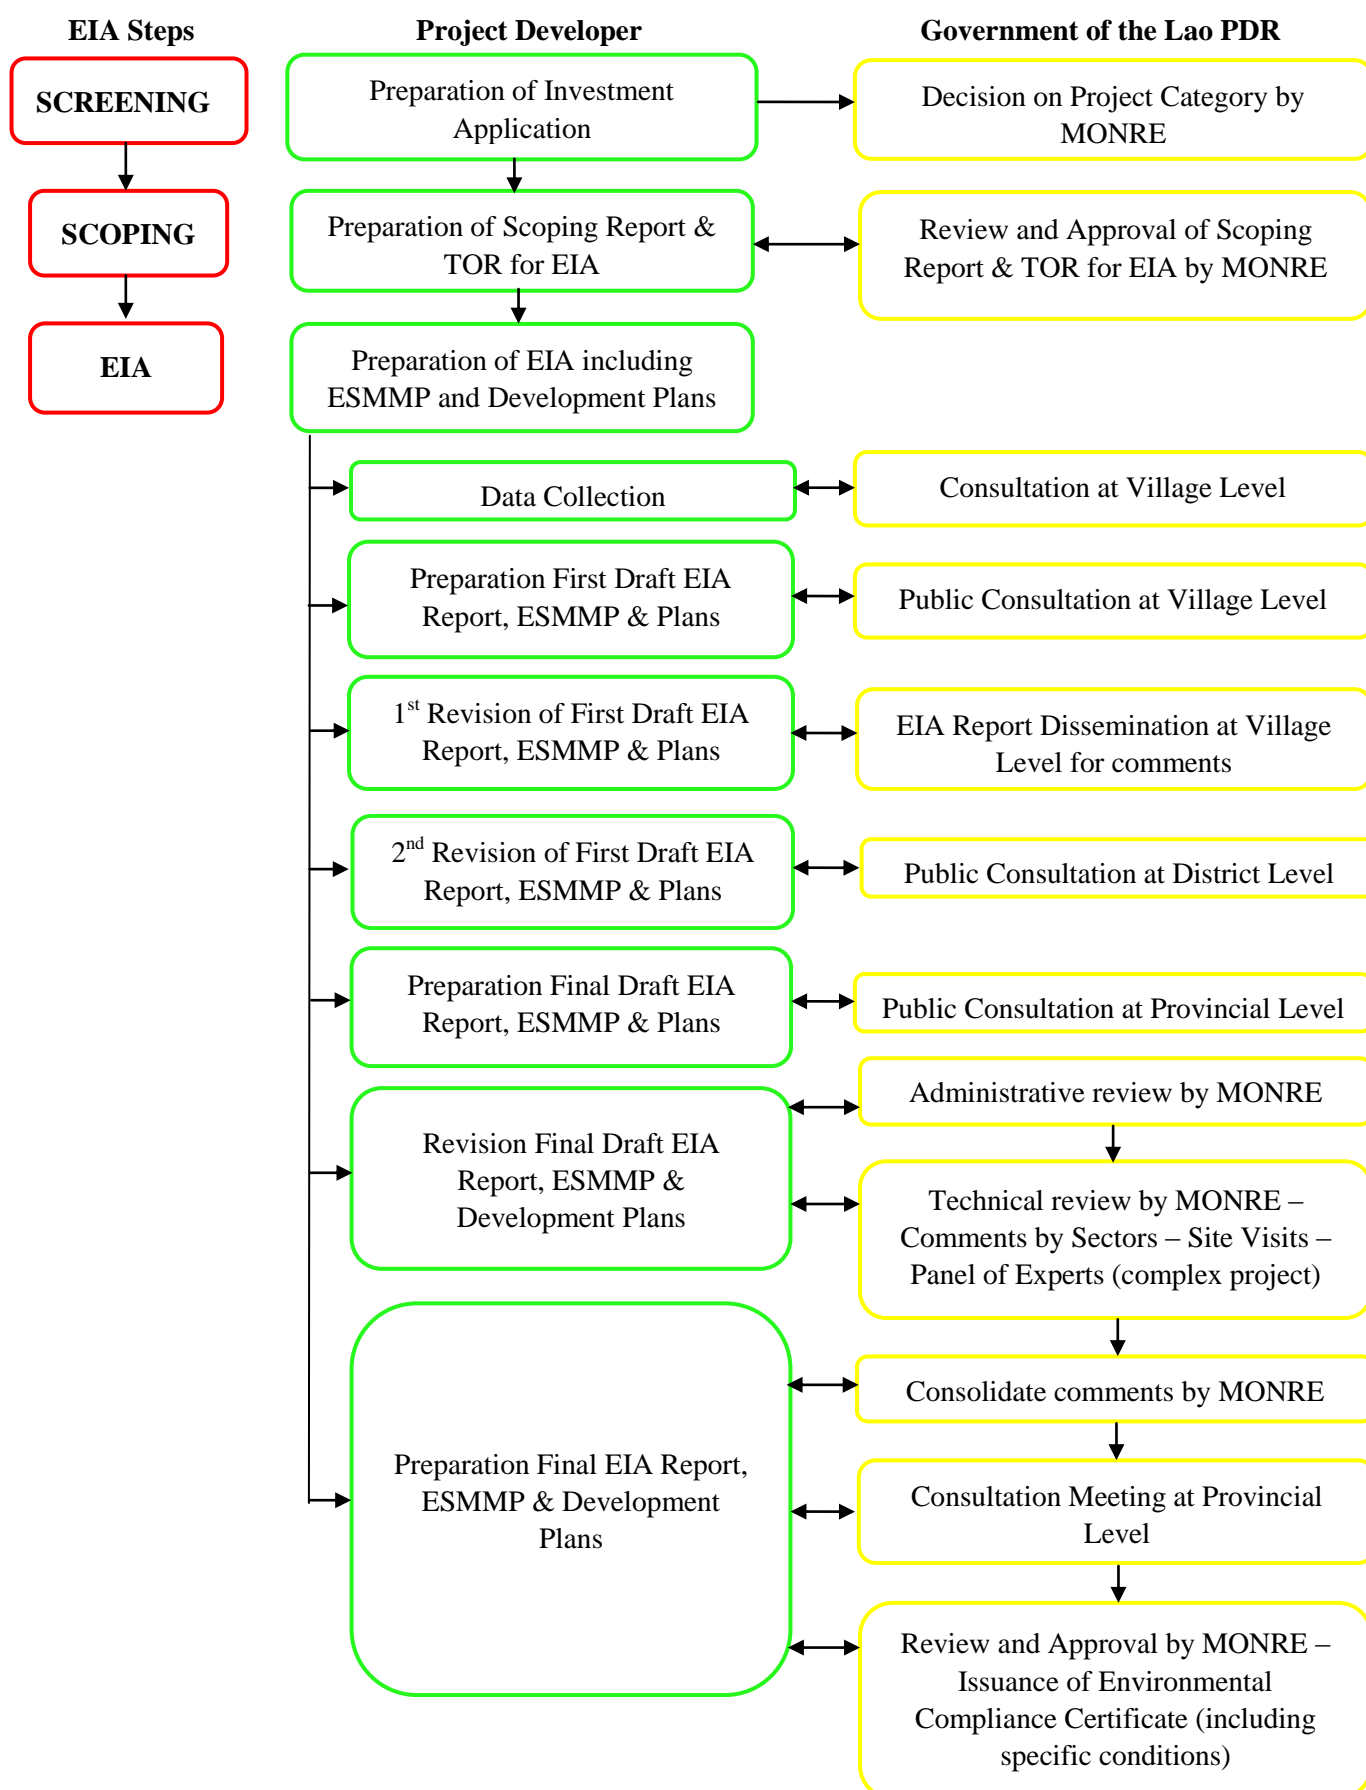 EIA Steps
Project Developer
Government of the Lao PDR
SCREENING
Preparation of Investment
Application
Decision on Project Category by
MONRE
SCOPING
Preparation of Scoping Report &
TOR for EIA
Review and Approval of Scoping
Report & TOR for EIA by MONRE
EIA
Preparation of EIA including
ESMMP and Development Plans
Data Collection
Consultation at Village Level
Preparation First Draft EIA
Report, ESMMP & Plans
Public Consultation at Village Level
1st Revision of First Draft EIA
Report, ESMMP & Plans
EIA Report Dissemination at Village
Level for comments
2nd Revision of First Draft EIA
Report, ESMMP & Plans
Public Consultation at District Level
Preparation Final Draft EIA
Report, ESMMP & Plans
Public Consultation at Provincial Level
Administrative review by MONRE
Revision Final Draft EIA
Report, ESMMP &
Development Plans
Technical review by MONRE –
Comments by Sectors – Site Visits –
Panel of Experts (complex project)
Consolidate comments by MONRE
Preparation Final EIA Report,
ESMMP & Development
Plans
Consultation Meeting at Provincial
Level
Review and Approval by MONRE –
Issuance of Environmental
Compliance Certificate (including
specific conditions)